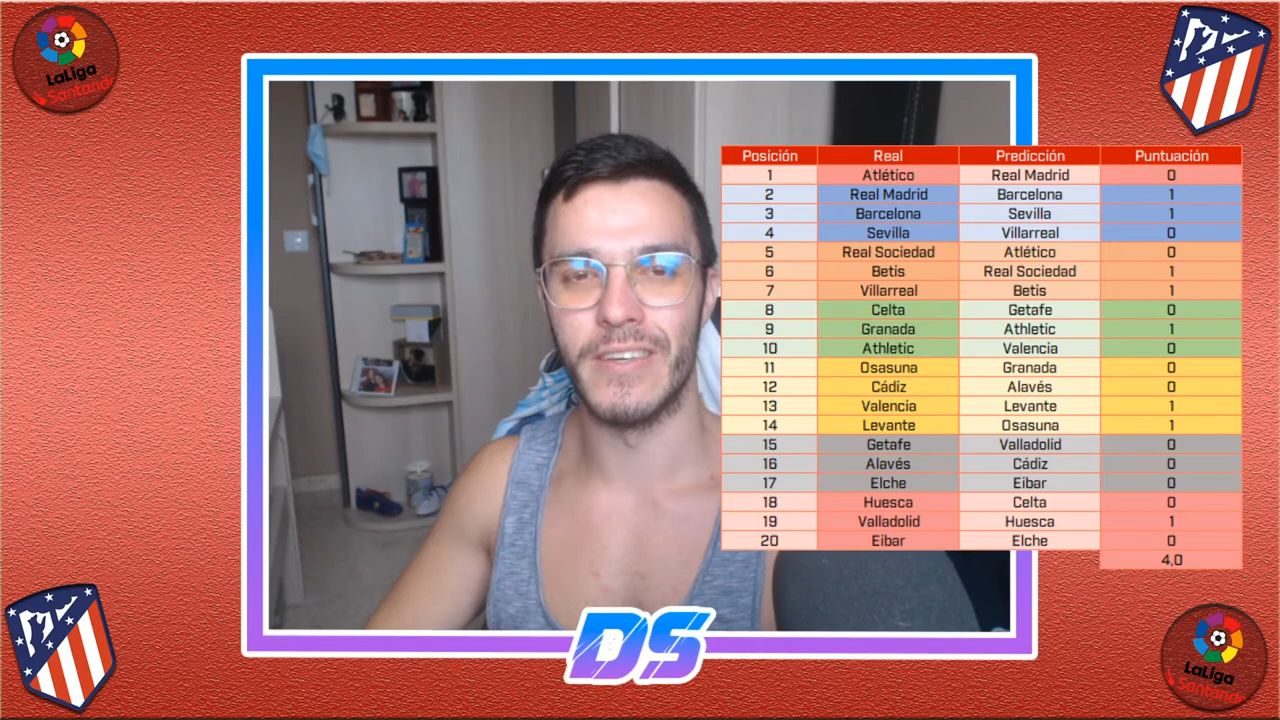 LaLiga
Santander
Posición Real Predicción Puntuación
1 Atlético Real Madrid 0
2 Real Madrid Barcelona 1
3 Barcelona Sevilla 1
4 Sevilla Villarreal 0
5 Real Sociedad Atlético 0
6 Betis Real Sociedad 1
7 Villarreal Betis 1
8 Celta Getafe 0
9 Granada Athletic 1
10 Athletic Valencia 0
11 Osasuna Granada 0
12 Cádiz Alavés 0
13 Valencia Levante 1
14 Levante Osasuna 1
15 Getafe Valladolid 0
16 Alavés Cádiz 0
17 Elche Eibar 0
18 Huesca Celta 0
19 Valladolid Huesca 1
20 Eibar Elche 0
4,0
DS
LaLiga
Santander